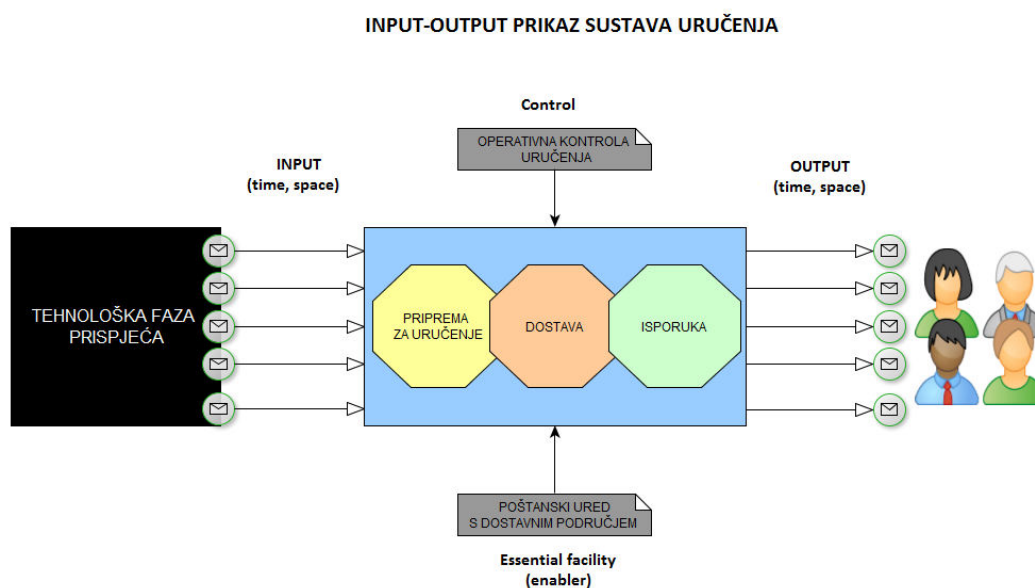 INPUT-OUTPUT PRIKAZ SUSTAVA URUČENJA
Control
OPERATIVNA KONTROLA
URUČENJA
INPUT
(time, space)
OUTPUT
(time, space)
TEHNOLOŠKA FAZA
PRISPJEĆA
PRIPREMA
ZA URUČENJE
DOSTAVA
ISPORUKA
POŠTANSKI URED
S DOSTAVNIM PODRUČJEM
Essential facility
(enabler)